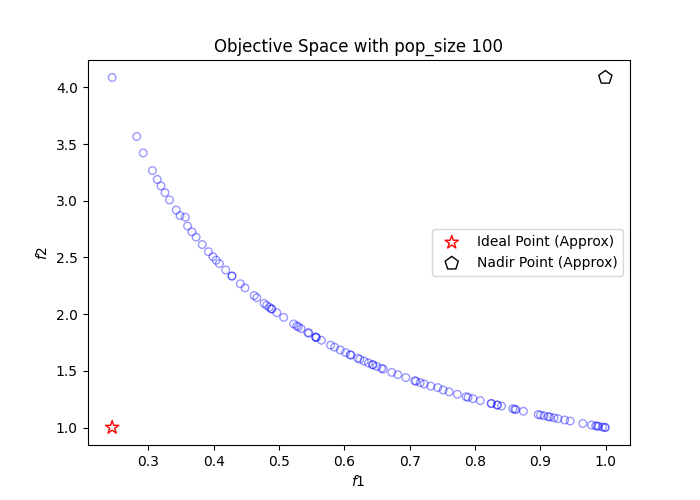 Objective Space with pop_size 100
4.0
3.5
3.0
2.5
2.0
1.5
1.0
f2
Ideal Point (Approx)
Nadir Point (Approx)
0.3 0.4 0.5 0.6 0.7 0.8 0.9 1.0
f1